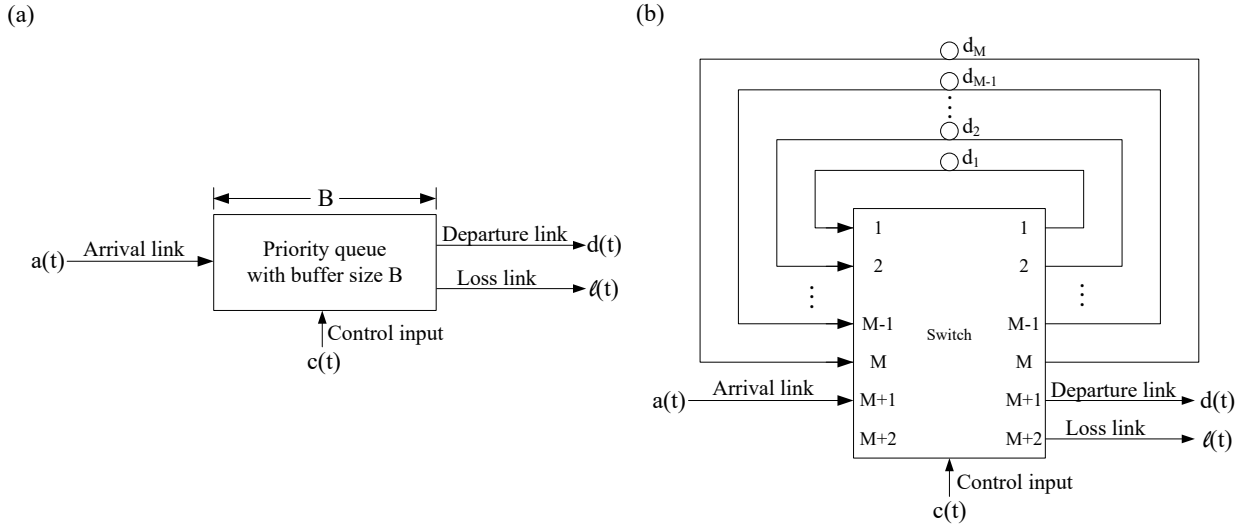 (a)
B
Arrival link
a(t)
Priority queue
with buffer size B
Departure link
d(t)
Loss link
ℓ(t)
Control input
c(t)
(b)
d_M
d_{M-1}
⋮
d_2
d_1
1
1
2
2
⋮
⋮
M-1
Switch
M-1
M
M
a(t)
Arrival link
M+1
M+1
Departure link
d(t)
M+2
M+2
Loss link
ℓ(t)
Control input
c(t)